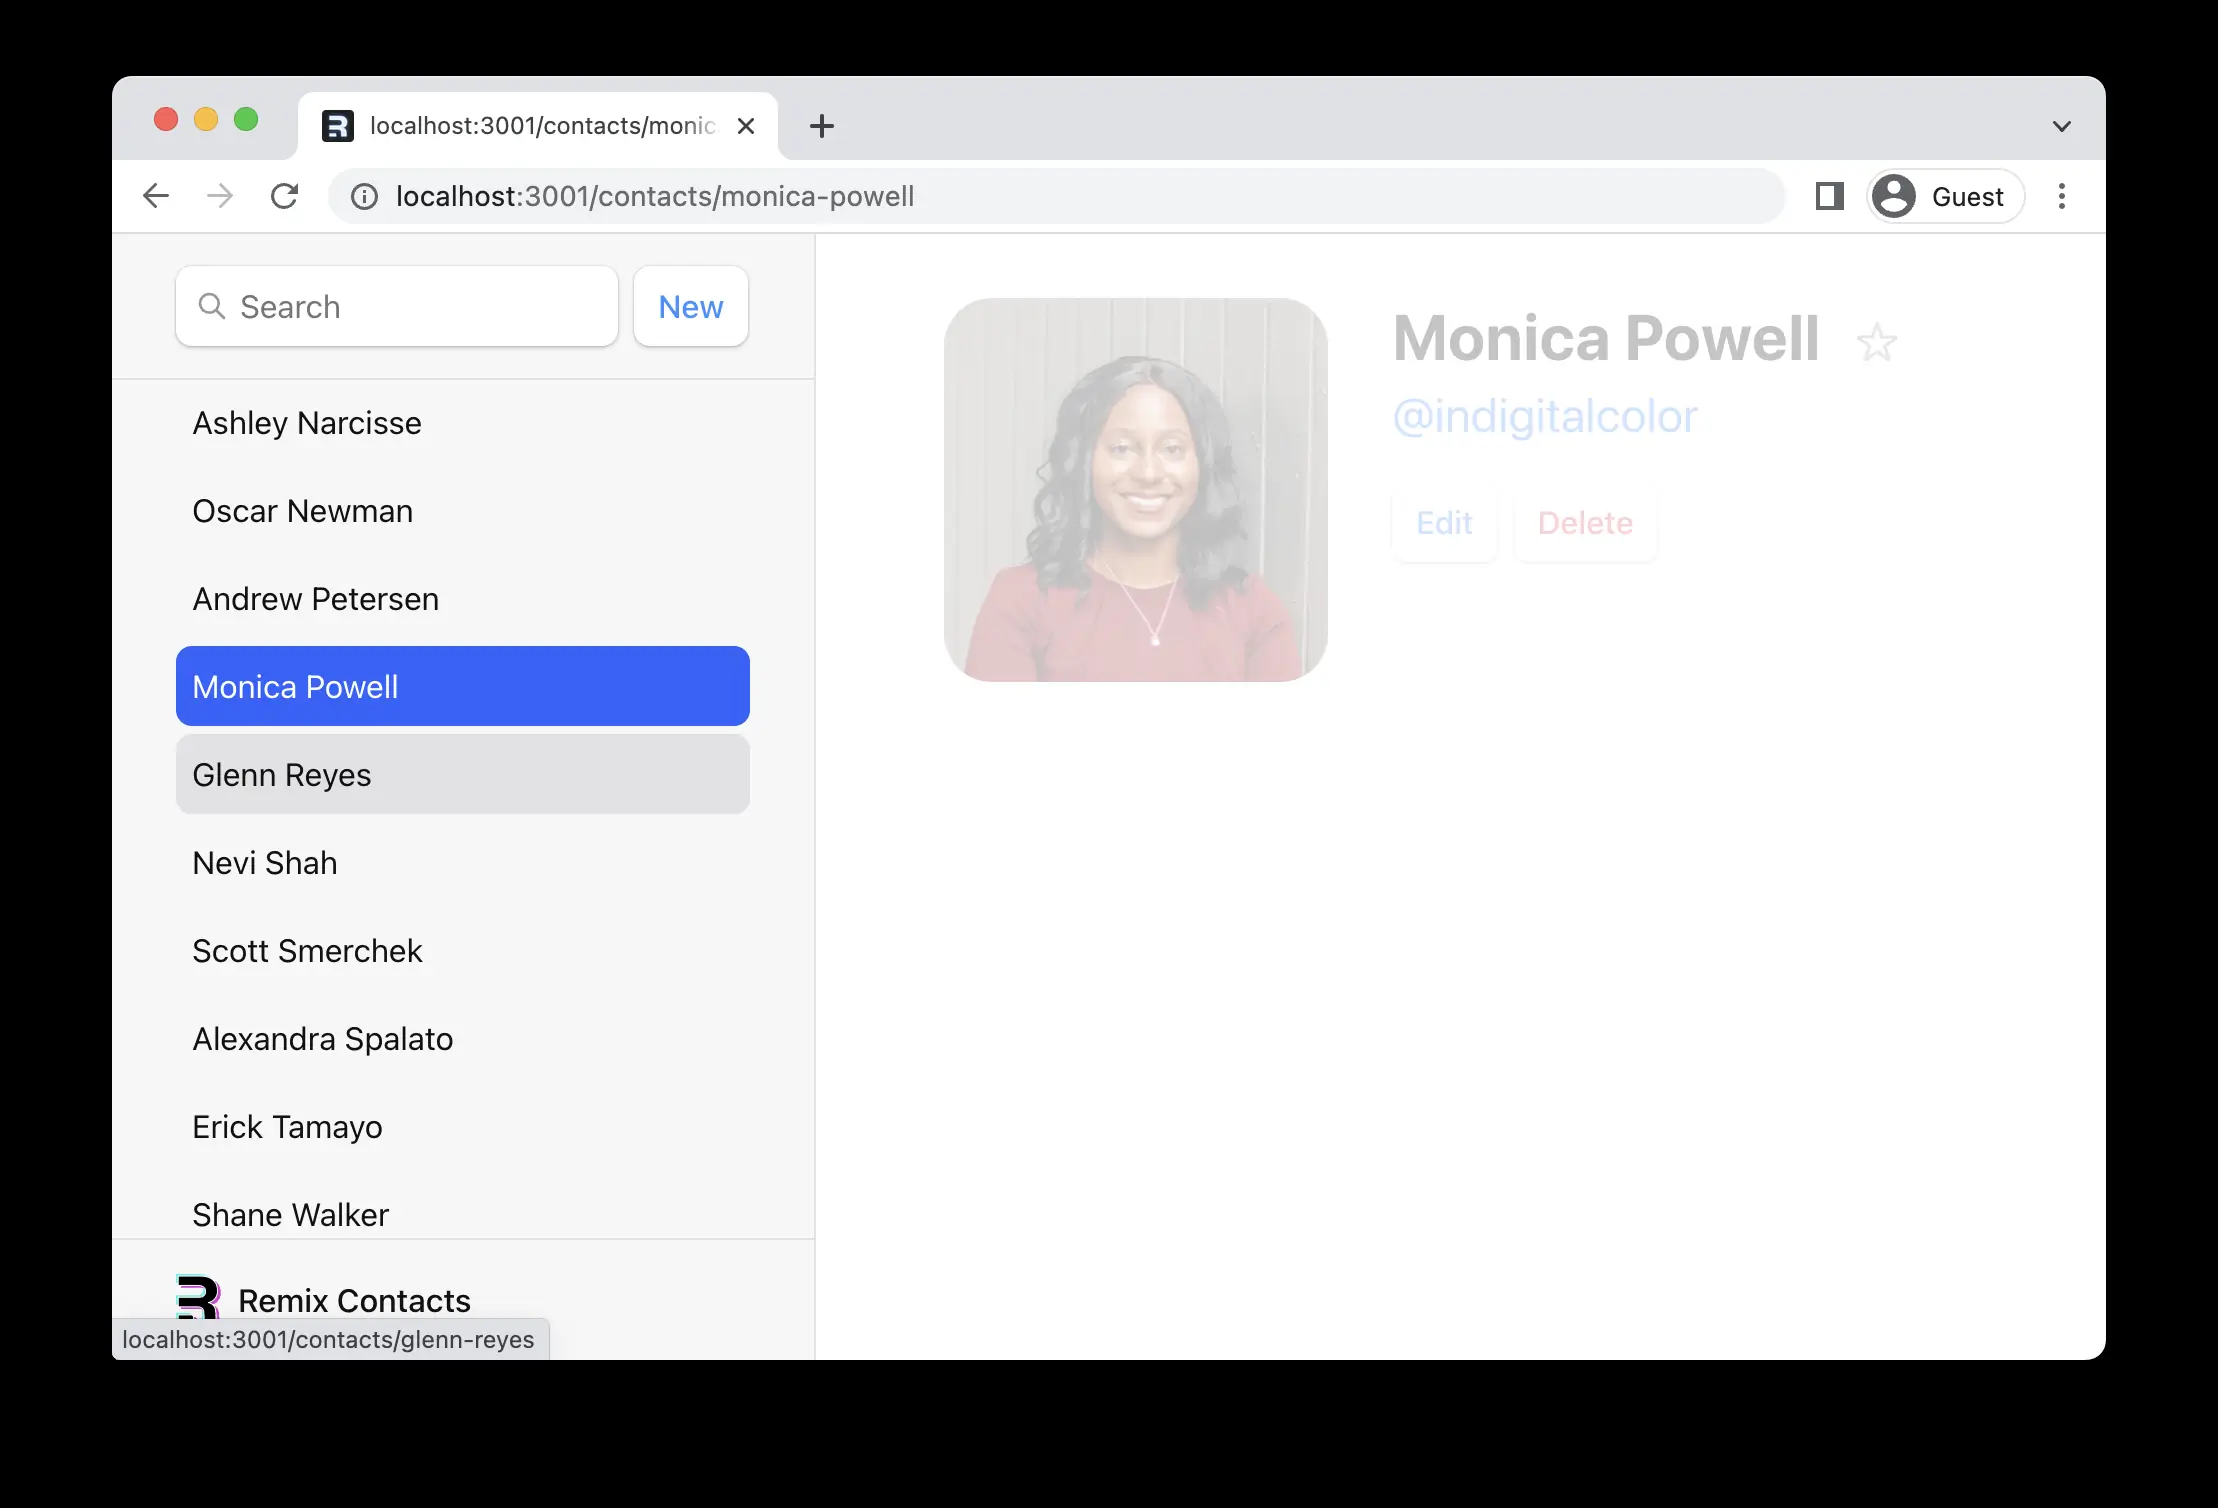 localhost:3001/contacts/monic
localhost:3001/contacts/monica-powell
Guest
Search
New
Ashley Narcisse
Oscar Newman
Andrew Petersen
Monica Powell
Glenn Reyes
Nevi Shah
Scott Smerchek
Alexandra Spalato
Erick Tamayo
Shane Walker
Remix Contacts
localhost:3001/contacts/glenn-reyes
Monica Powell
@indigitalcolor
Edit
Delete